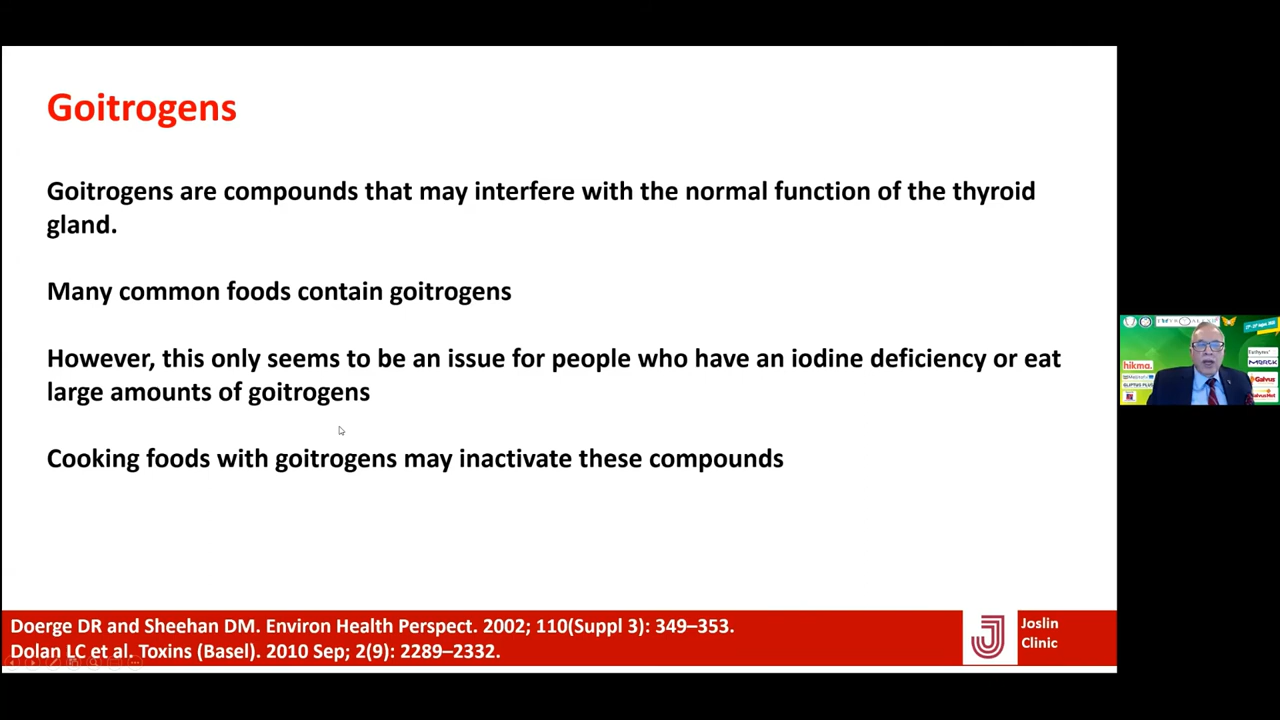 Goitrogens
Goitrogens are compounds that may interfere with the normal function of the thyroid
gland.
Many common foods contain goitrogens
However, this only seems to be an issue for people who have an iodine deficiency or eat
large amounts of goitrogens
Cooking foods with goitrogens may inactivate these compounds
Doerge DR and Sheehan DM. Environ Health Perspect. 2002; 110(Suppl 3): 349–353.
Dolan LC et al. Toxins (Basel). 2010 Sep; 2(9): 2289–2332.
Joslin
Clinic
hikma.
MERCK
Galvus
GalvusMet